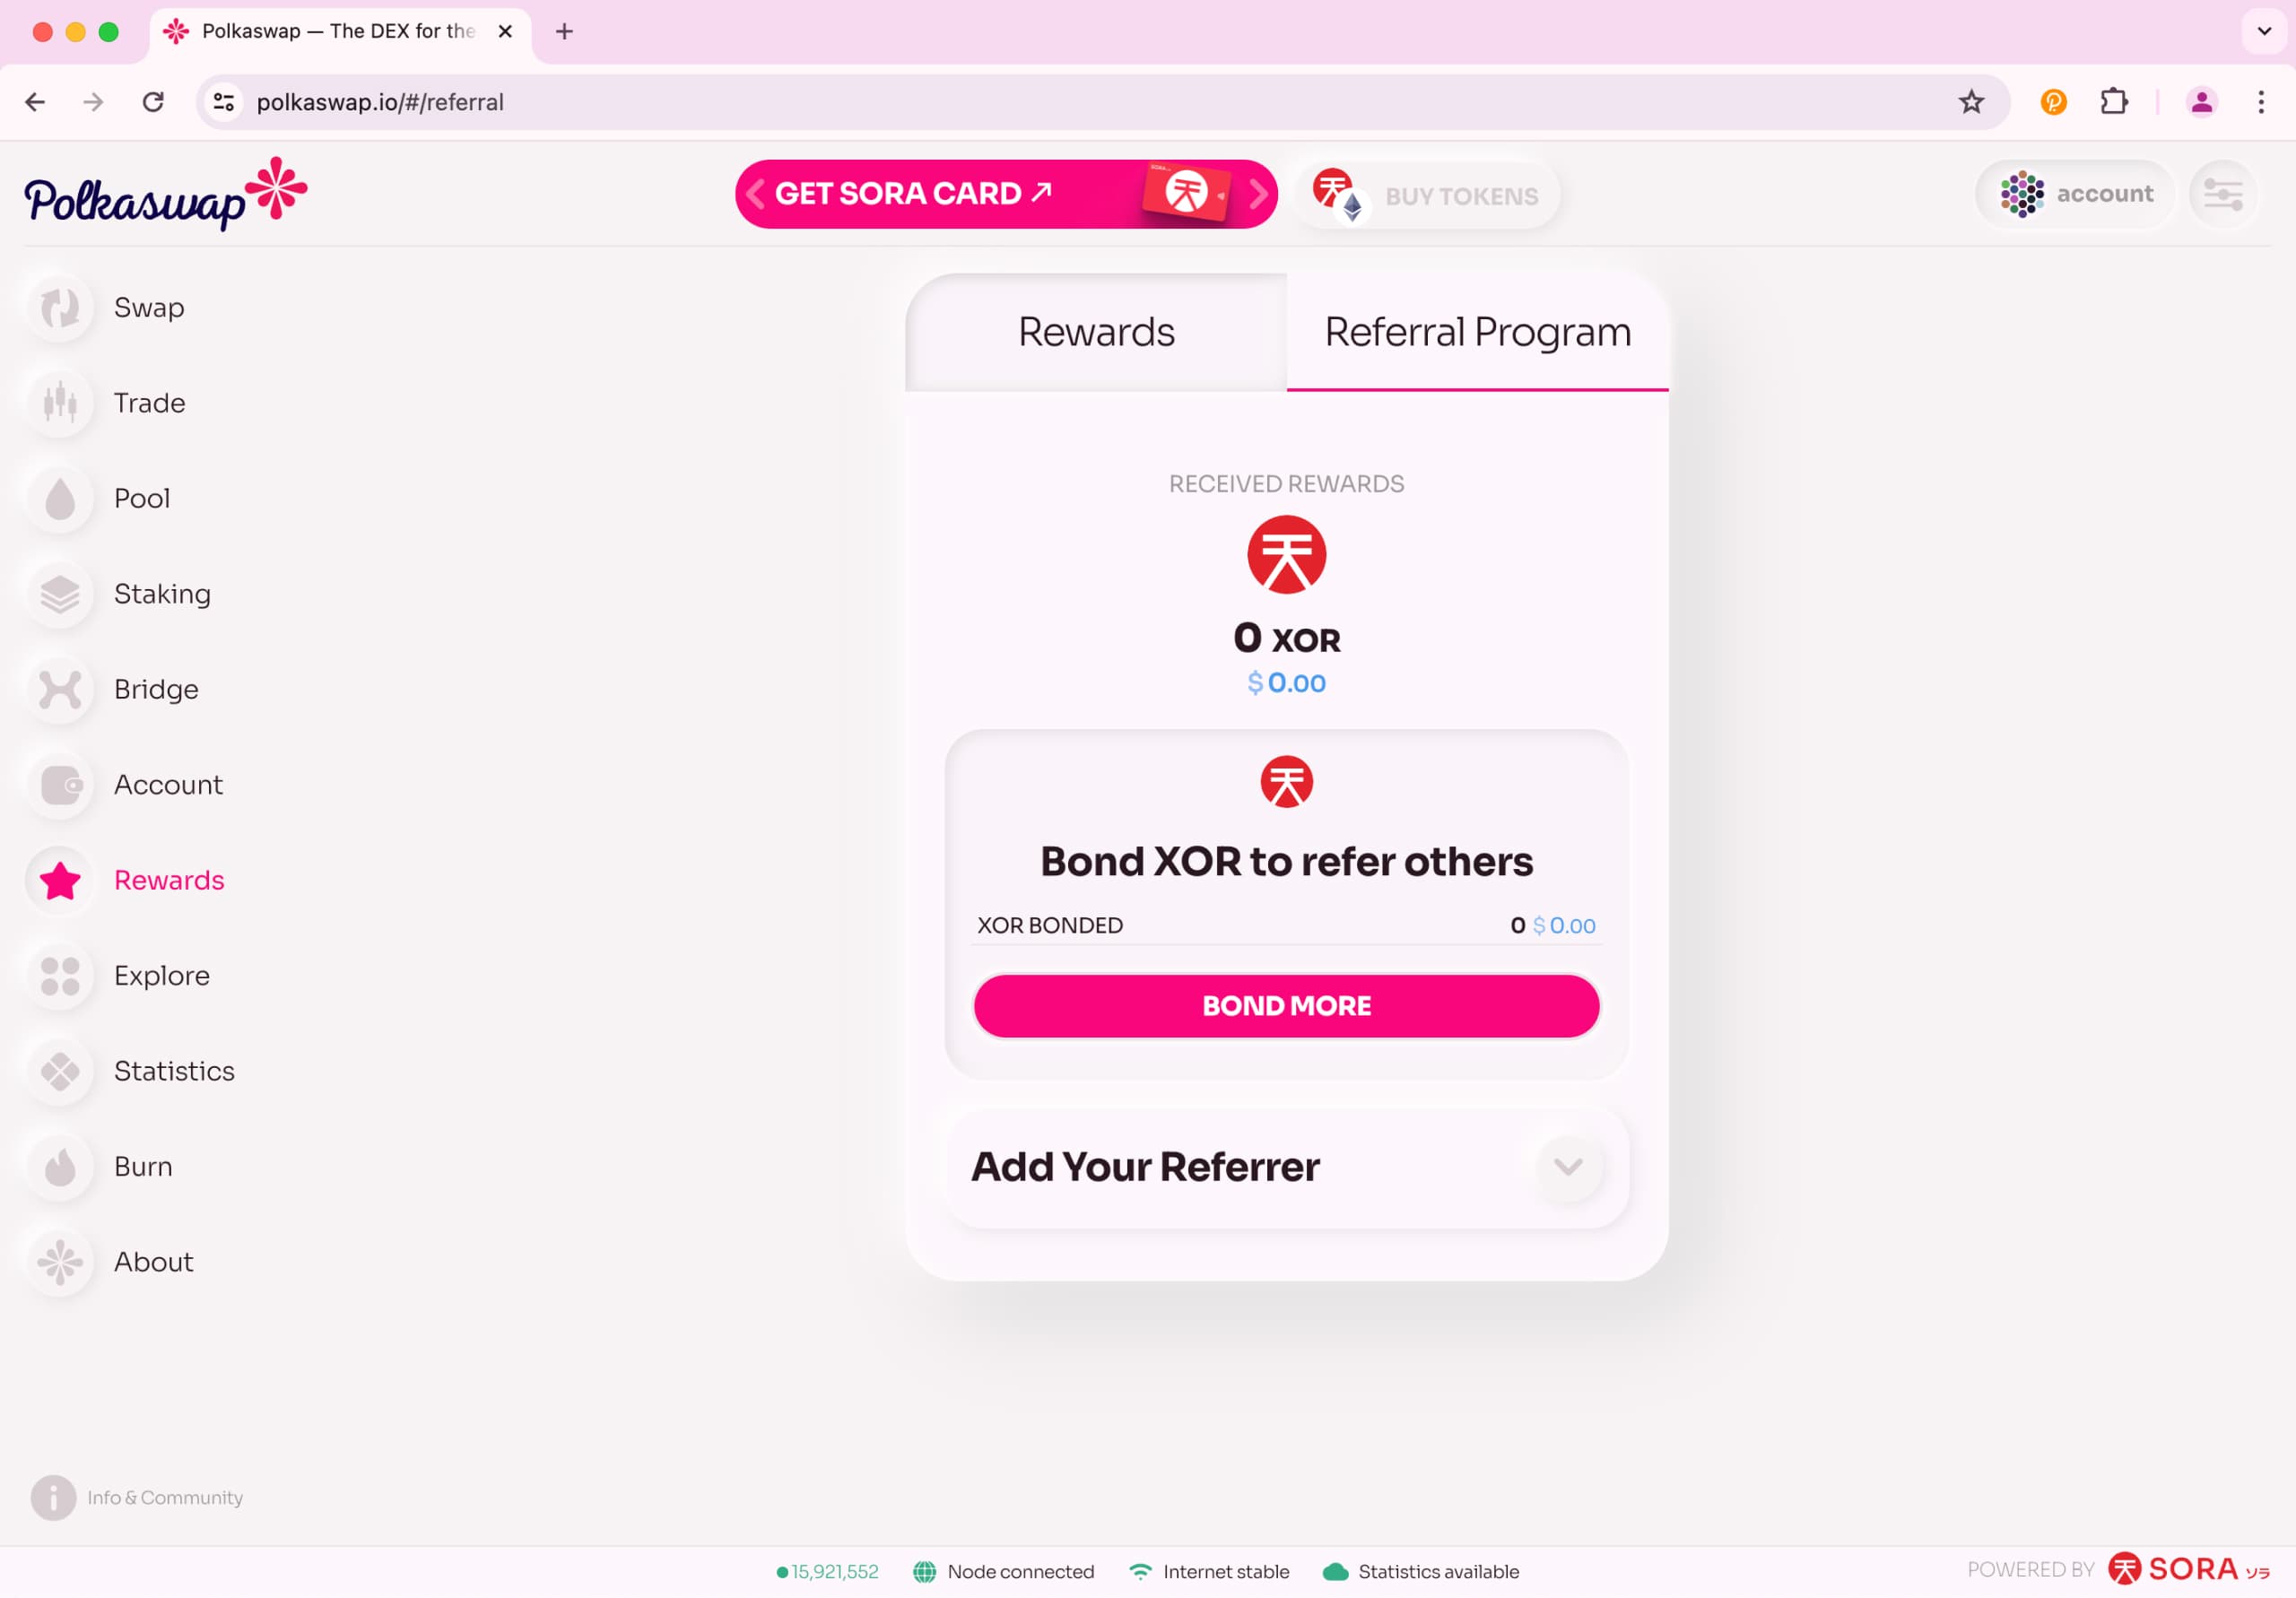 Polkaswap — The DEX for the
polkaswap.io/#/referral
Polkaswap
GET SORA CARD
BUY TOKENS
account
Swap
Trade
Pool
Staking
Bridge
Account
Rewards
Explore
Statistics
Burn
About
Info & Community
Rewards
Referral Program
RECEIVED REWARDS
0 XOR
$0.00
Bond XOR to refer others
XOR BONDED 0 $0.00
BOND MORE
Add Your Referrer
15,921,552
Node connected
Internet stable
Statistics available
POWERED BY SORA ソラ